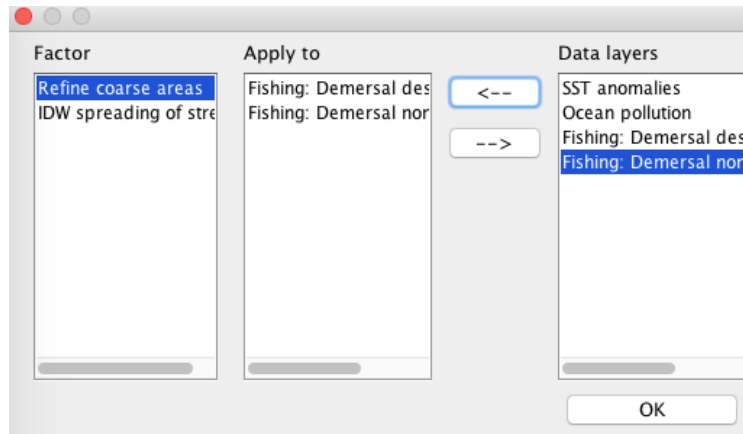 Factor
Refine coarse areas
IDW spreading of stre
Apply to
Fishing: Demersal des
Fishing: Demersal nor
<--
-->
Data layers
SST anomalies
Ocean pollution
Fishing: Demersal des
Fishing: Demersal nor
OK